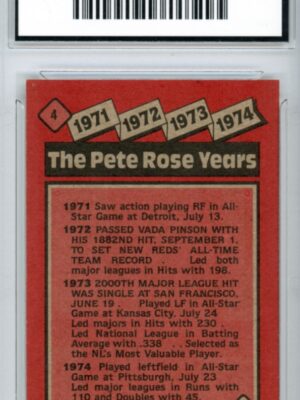 4
1971 1972 1973 1974
The Pete Rose Years
1971 Saw action playing RF in All-
Star Game at Detroit, July 13.
1972 PASSED VADA PINSON WITH
HIS 1882ND HIT, SEPTEMBER 1,
TO SET NEW REDS' ALL-TIME
TEAM RECORD . Led both
major leagues in Hits with 198 .
1973 2000TH MAJOR LEAGUE HIT
WAS SINGLE AT SAN FRANCISCO,
JUNE 19 . Played LF in All-Star
Game at Kansas City, July 24 .
Led majors in Hits with 230 .
Led National League in Batting
Average with .338 . . Selected as
the NL's Most Valuable Player.
1974 Played leftfield in All-Star
Game at Pittsburgh, July 23 .
Led major leagues in Runs with
110 and Doubles with 45.